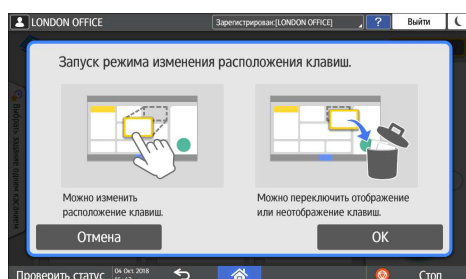 LONDON OFFICE
Зарегистрирован:[LONDON OFFICE]
?
Выйти
Запуск режима изменения расположения клавиш.
Можно изменить
расположение клавиш.
Можно переключить отображение
или неотображение клавиш.
Отмена
OK
Проверить статус
04 Окт. 2018
Стоп